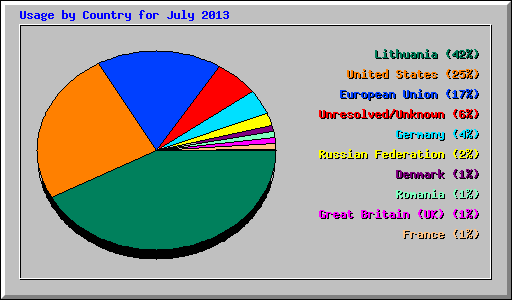 Usage by Country for July 2013
Lithuania (42%)
United States (25%)
European Union (17%)
Unresolved/Unknown (6%)
Germany (4%)
Russian Federation (2%)
Denmark (1%)
Romania (1%)
Great Britain (UK) (1%)
France (1%)